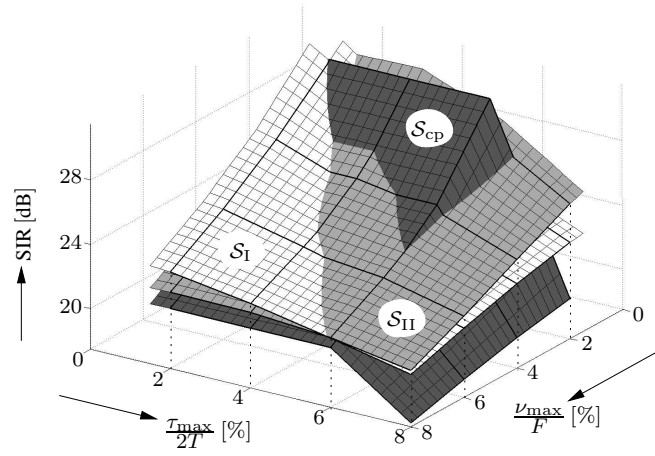 S_cp
28
S_I
SIR [dB]
24
S_II
20
0
0
2
2
4
4
6
6
8
8
τ_max/2T [%]
ν_max/F [%]